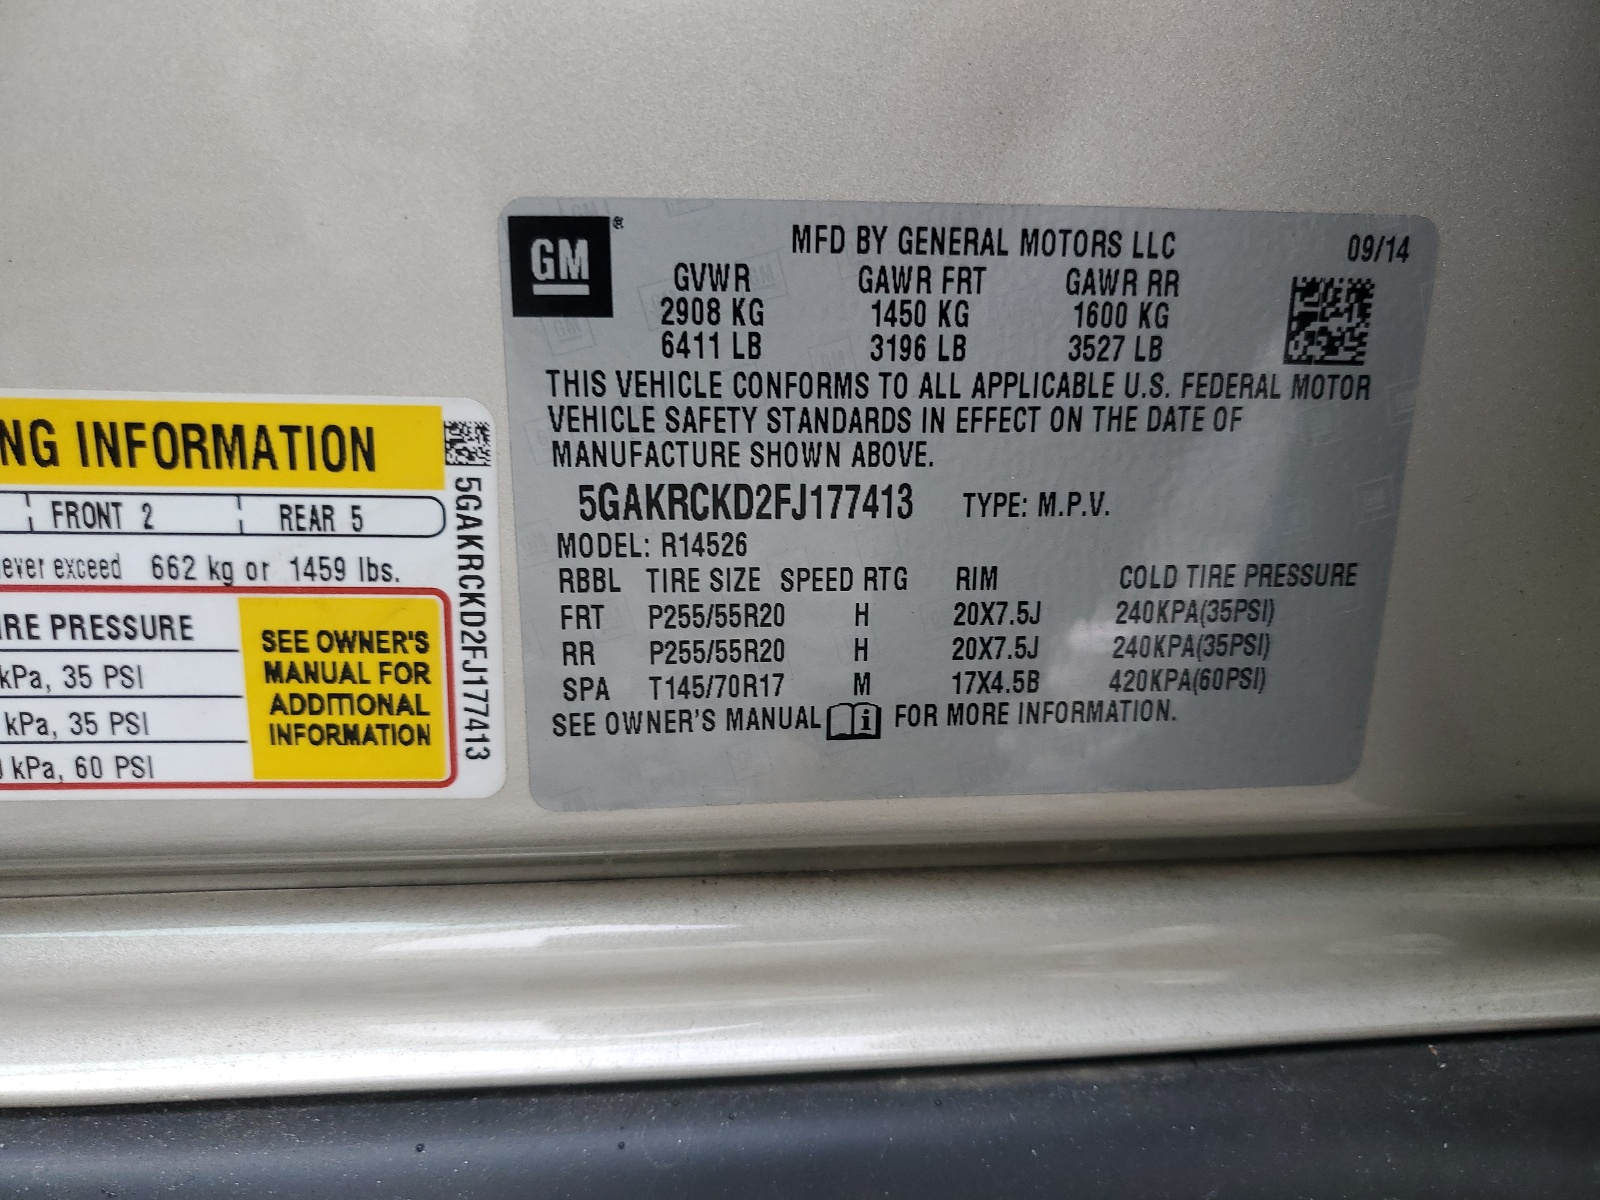 GM®
MFD BY GENERAL MOTORS LLC 09/14
GVWR GAWR FRT GAWR RR
2908 KG 1450 KG 1600 KG
6411 LB 3196 LB 3527 LB
THIS VEHICLE CONFORMS TO ALL APPLICABLE U.S. FEDERAL MOTOR
VEHICLE SAFETY STANDARDS IN EFFECT ON THE DATE OF
MANUFACTURE SHOWN ABOVE.
5GAKRCKD2FJ177413 TYPE: M.P.V.
MODEL: R14526
RBBL TIRE SIZE SPEED RTG RIM COLD TIRE PRESSURE
FRT P255/55R20 H 20X7.5J 240KPA(35PSI)
RR P255/55R20 H 20X7.5J 240KPA(35PSI)
SPA T145/70R17 M 17X4.5B 420KPA(60PSI)
SEE OWNER'S MANUAL i FOR MORE INFORMATION.
NG INFORMATION
FRONT 2 REAR 5
ever exceed 662 kg or 1459 lbs.
IRE PRESSURE
kPa, 35 PSI
kPa, 35 PSI
kPa, 60 PSI
SEE OWNER'S
MANUAL FOR
ADDITIONAL
INFORMATION
5GAKRCKD2FJ177413